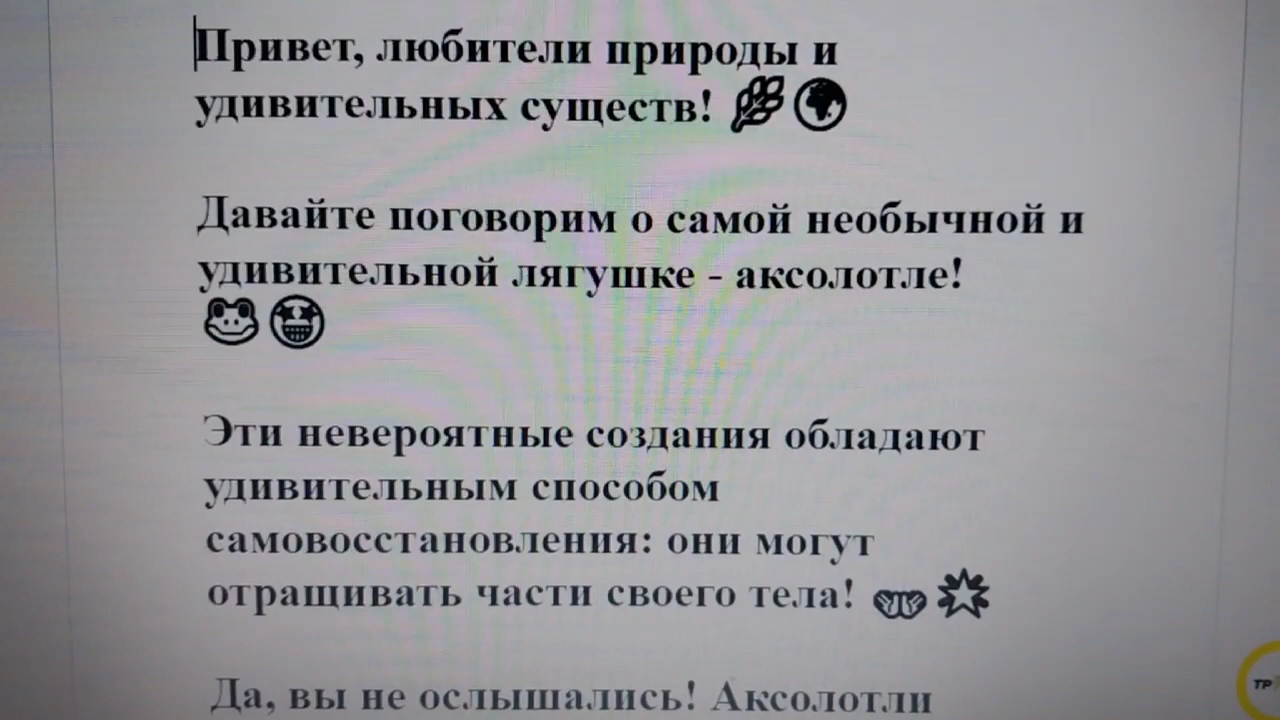 Привет, любители природы и
удивительных существ! 🌿🌍
Давайте поговорим о самой необычной и
удивительной лягушке - аксолотле!
🐸🤩
Эти невероятные создания обладают
удивительным способом
самовосстановления: они могут
отращивать части своего тела! 👐🌟
Да, вы не ослышались! Аксолотли
ТР